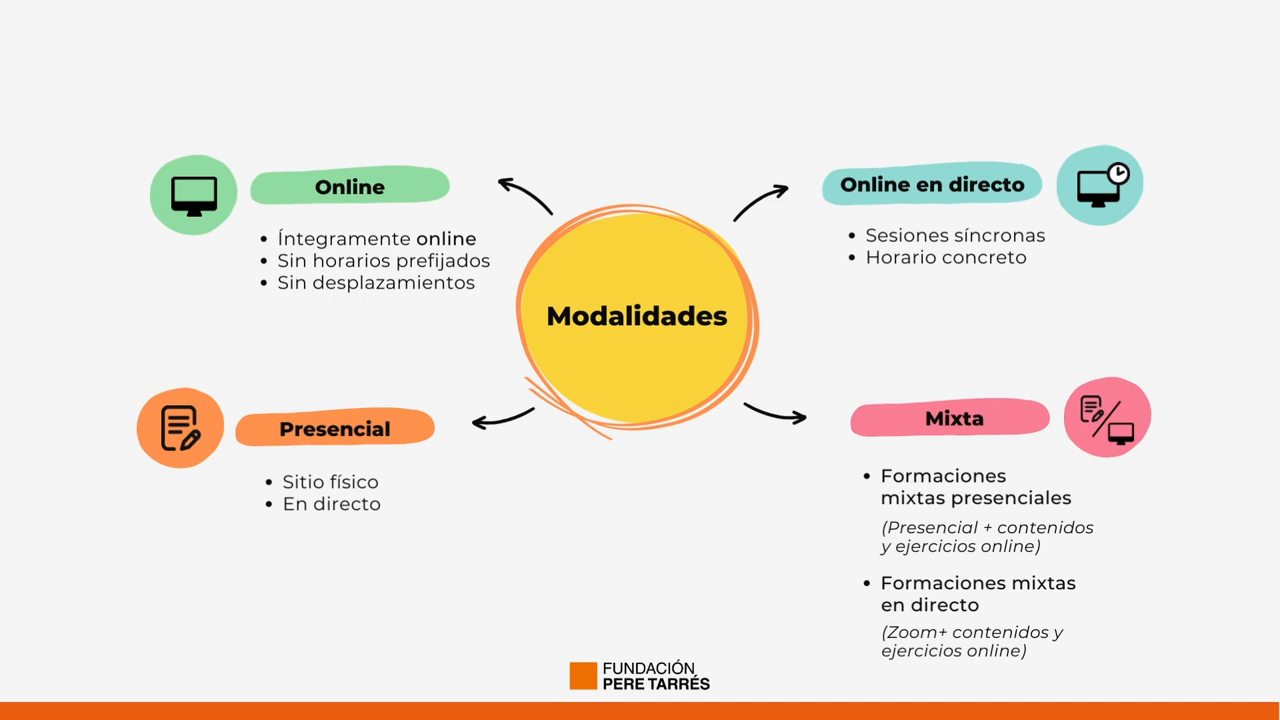 Online
• Íntegramente online
• Sin horarios prefijados
• Sin desplazamientos
Online en directo
• Sesiones síncronas
• Horario concreto
Modalidades
Presencial
• Sitio físico
• En directo
Mixta
• Formaciones
mixtas presenciales
(Presencial + contenidos
y ejercicios online)
• Formaciones mixtas
en directo
(Zoom+ contenidos y
ejercicios online)
FUNDACIÓN
PERE TARRÉS